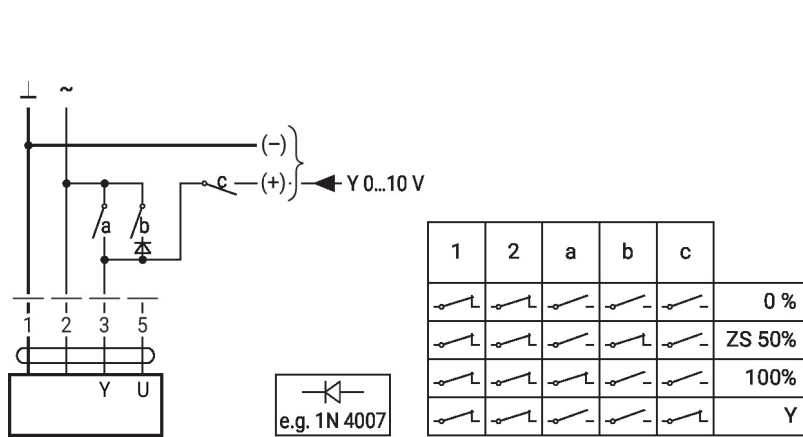 ⊥ ~
(–)
c (+) Y 0...10 V
a b
1 2 3 5
Y U
e.g. 1N 4007
1 2 a b c
0 %
ZS 50%
100%
Y